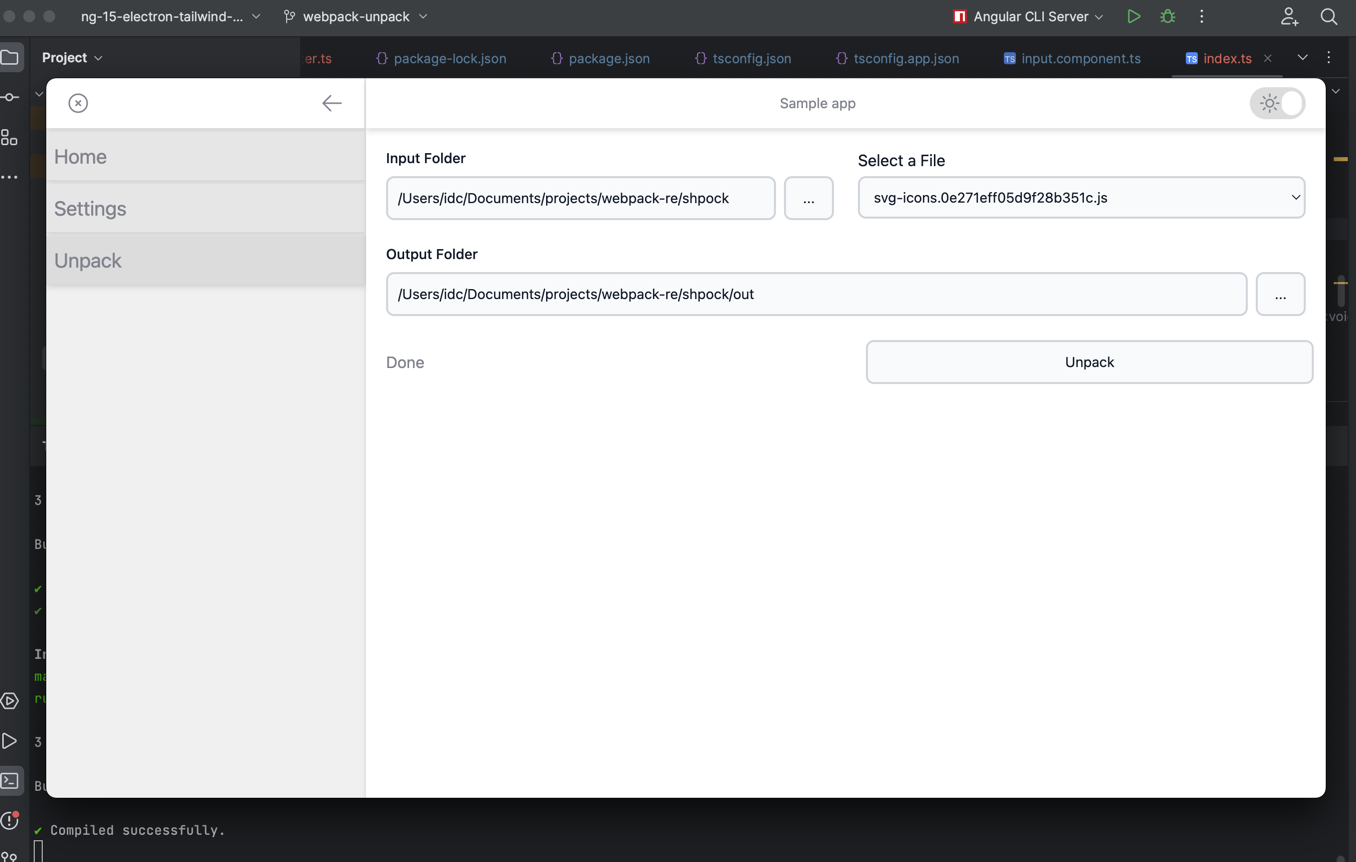 ng-15-electron-tailwind-...
webpack-unpack
Angular CLI Server
Project
er.ts
package-lock.json
package.json
tsconfig.json
tsconfig.app.json
input.component.ts
index.ts
Sample app
Home
Settings
Unpack
Input Folder
Select a File
/Users/idc/Documents/projects/webpack-re/shpock
...
svg-icons.0e271eff05d9f28b351c.js
Output Folder
/Users/idc/Documents/projects/webpack-re/shpock/out
...
Done
Unpack
voi
3
Bu
In
ma
ru
3
Bu
✔ Compiled successfully.